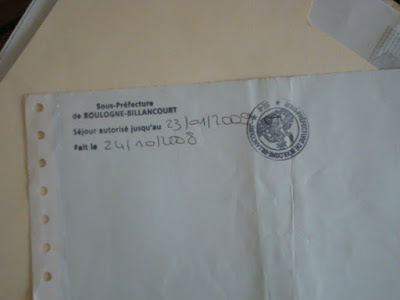 Sous-Préfecture
de BOULOGNE-BILLANCOURT
Séjour autorisé jusqu'au 23/01/2009
Fait le 24/10/2008